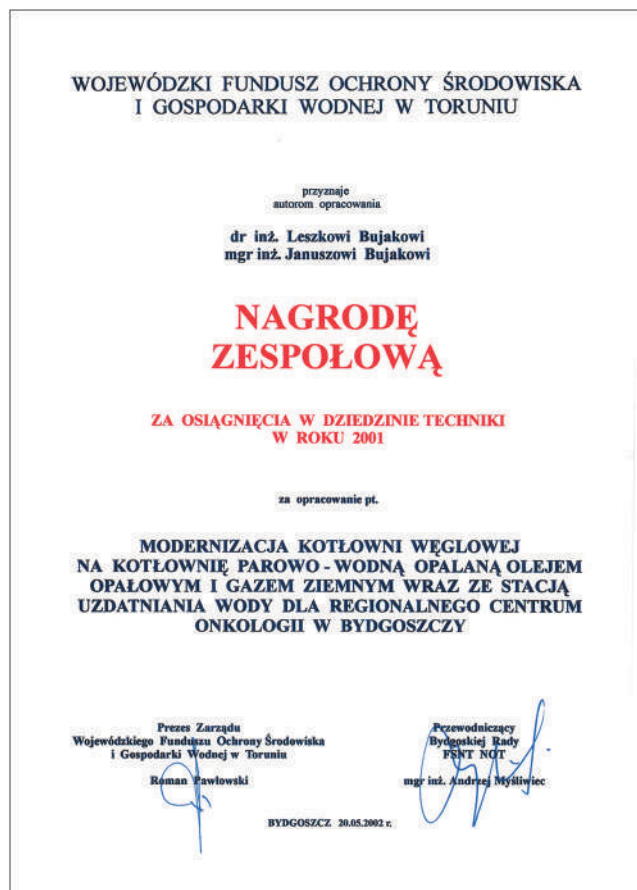 WOJEWÓDZKI FUNDUSZ OCHRONY ŚRODOWISKA
I GOSPODARKI WODNEJ W TORUNIU
przyznaje
autorom opracowania
dr inż. Leszkowi Bujakowi
mgr inż. Januszowi Bujakowi
NAGRODĘ
ZESPOŁOWĄ
ZA OSIĄGNIĘCIA W DZIEDZINIE TECHNIKI
W ROKU 2001
za opracowanie pt.
MODERNIZACJA KOTŁOWNI WĘGLOWEJ
NA KOTŁOWNIĘ PAROWO - WODNĄ OPALANĄ OLEJEM
OPAŁOWYM I GAZEM ZIEMNYM WRAZ ZE STACJĄ
UZDATNIANIA WODY DLA REGIONALNEGO CENTRUM
ONKOLOGII W BYDGOSZCZY
Prezes Zarządu
Wojewódzkiego Funduszu Ochrony Środowiska
i Gospodarki Wodnej w Toruniu
Roman Pawłowski
Przewodniczący
Bydgoskiej Rady
FSNT NOT
mgr inż. Andrzej Myśliwiec
BYDGOSZCZ 20.05.2002 r.